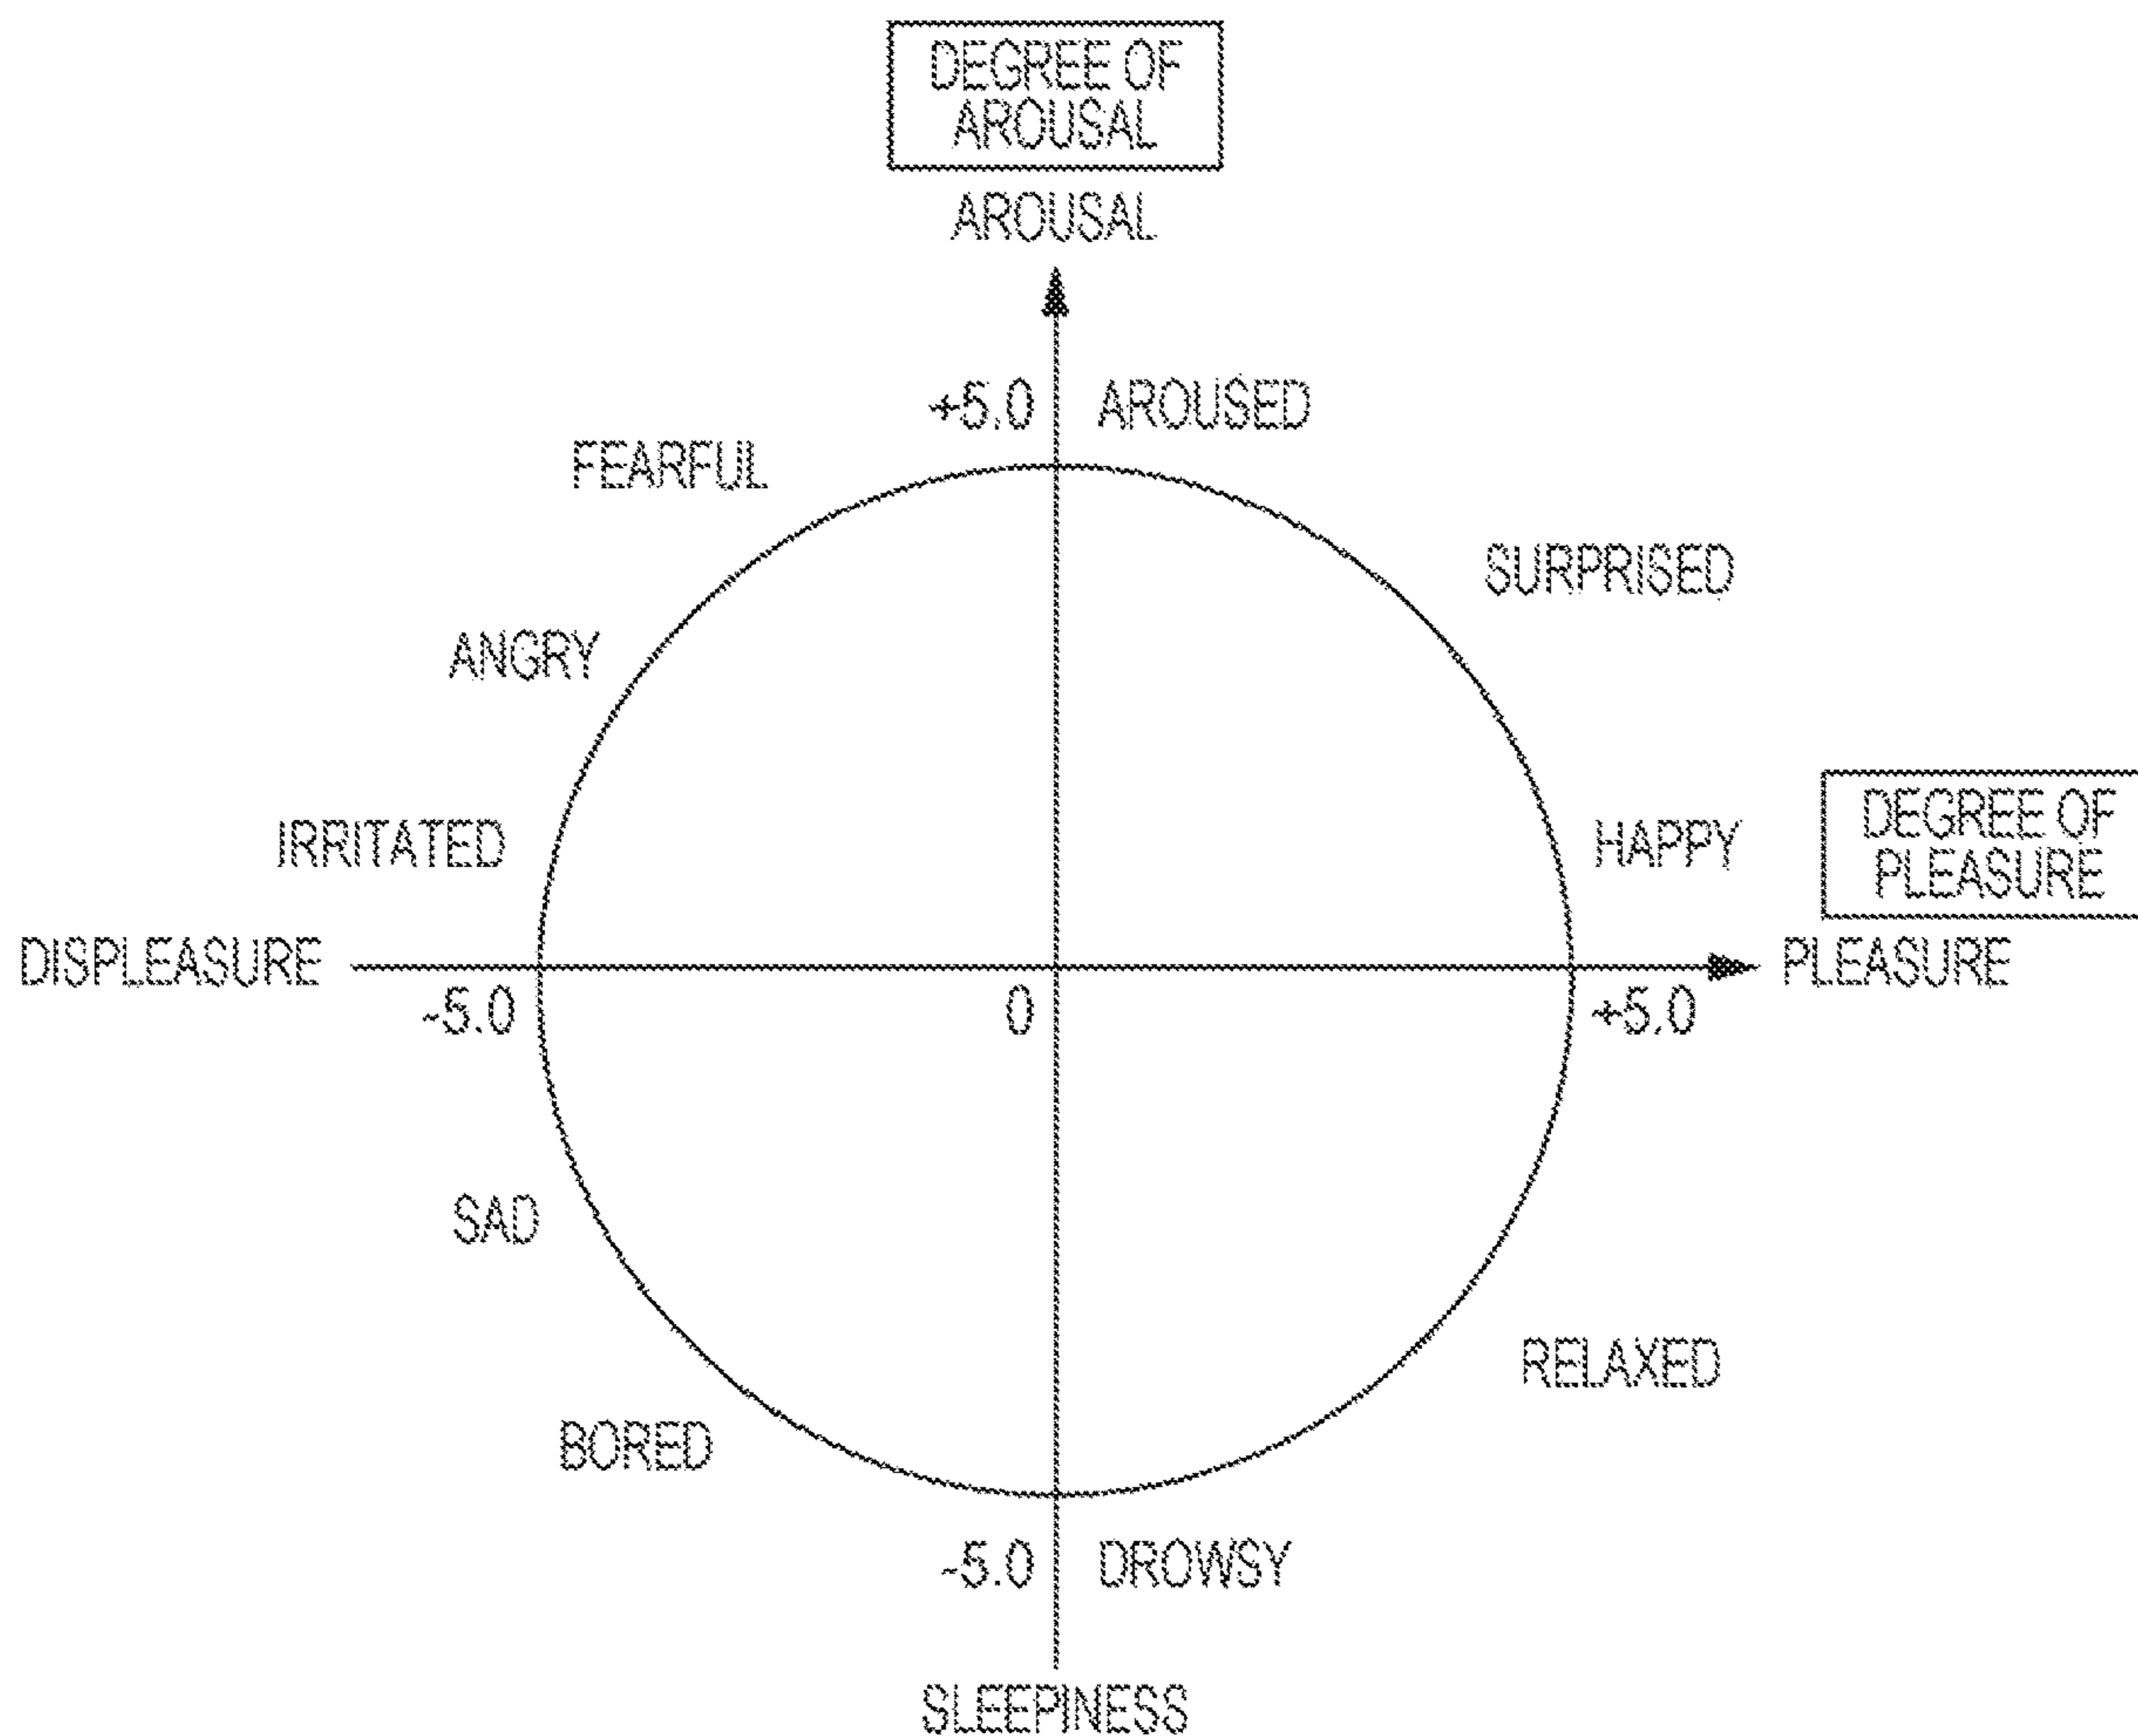 DEGREE OF
AROUSAL
AROUSAL
+5.0 AROUSED
FEARFUL
SURPRISED
ANGRY
IRRITATED
HAPPY
DEGREE OF
PLEASURE
DISPLEASURE
PLEASURE
-5.0
0
+5.0
SAD
RELAXED
BORED
-5.0 DROWSY
SLEEPINESS